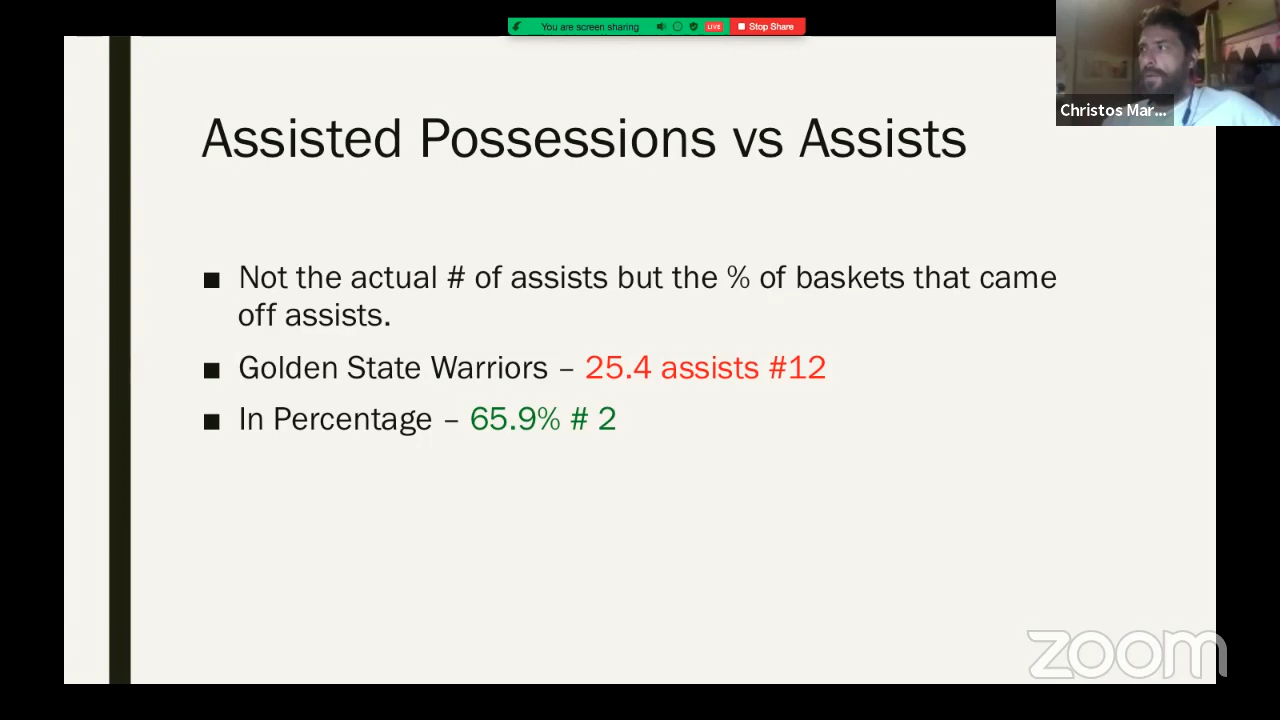 You are screen sharing
LIVE
Stop Share
Christos Mar...
Assisted Possessions vs Assists
■ Not the actual # of assists but the % of baskets that came
off assists.
■ Golden State Warriors – 25.4 assists #12
■ In Percentage – 65.9% # 2
zoom